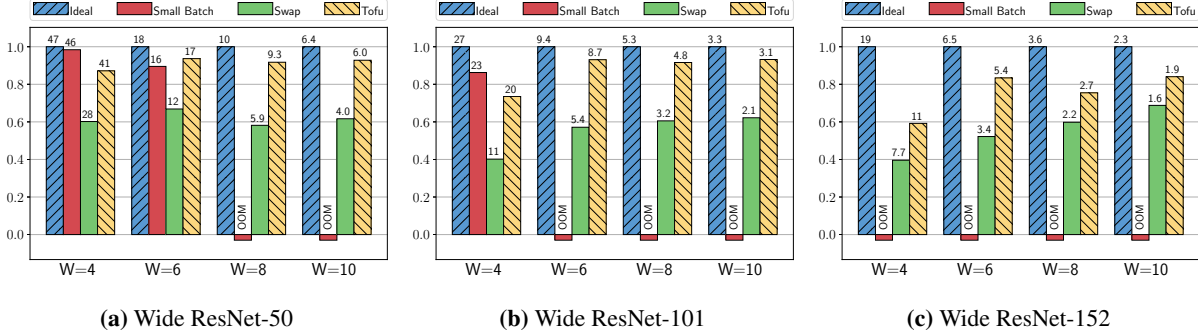 Ideal Small Batch Swap Tofu
1.0
0.8
0.6
0.4
0.2
0.0
47 46 28 41
18 16 12 17
10 OOM 5.9 9.3
6.4 OOM 4.0 6.0
W=4 W=6 W=8 W=10
(a) Wide ResNet-50
Ideal Small Batch Swap Tofu
1.0
0.8
0.6
0.4
0.2
0.0
27 23 11 20
9.4 OOM 5.4 8.7
5.3 OOM 3.2 4.8
3.3 OOM 2.1 3.1
W=4 W=6 W=8 W=10
(b) Wide ResNet-101
Ideal Small Batch Swap Tofu
1.0
0.8
0.6
0.4
0.2
0.0
19 OOM 7.7 11
6.5 OOM 3.4 5.4
3.6 OOM 2.2 2.7
2.3 OOM 1.6 1.9
W=4 W=6 W=8 W=10
(c) Wide ResNet-152